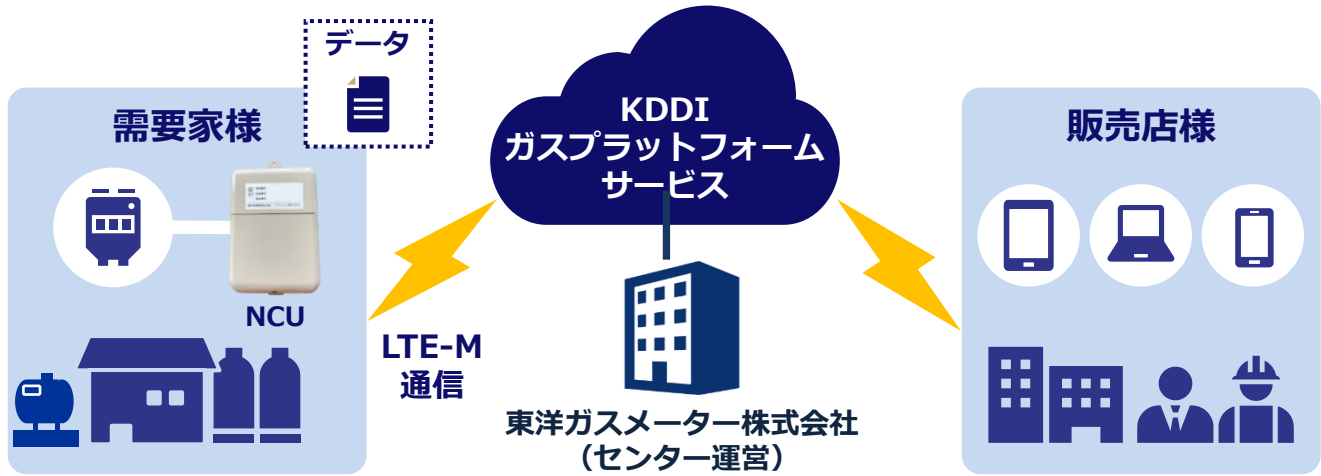 データ
需要家様
NCU
LTE-M
通信
KDDI
ガスプラットフォーム
サービス
東洋ガスメーター株式会社
（センター運営）
販売店様